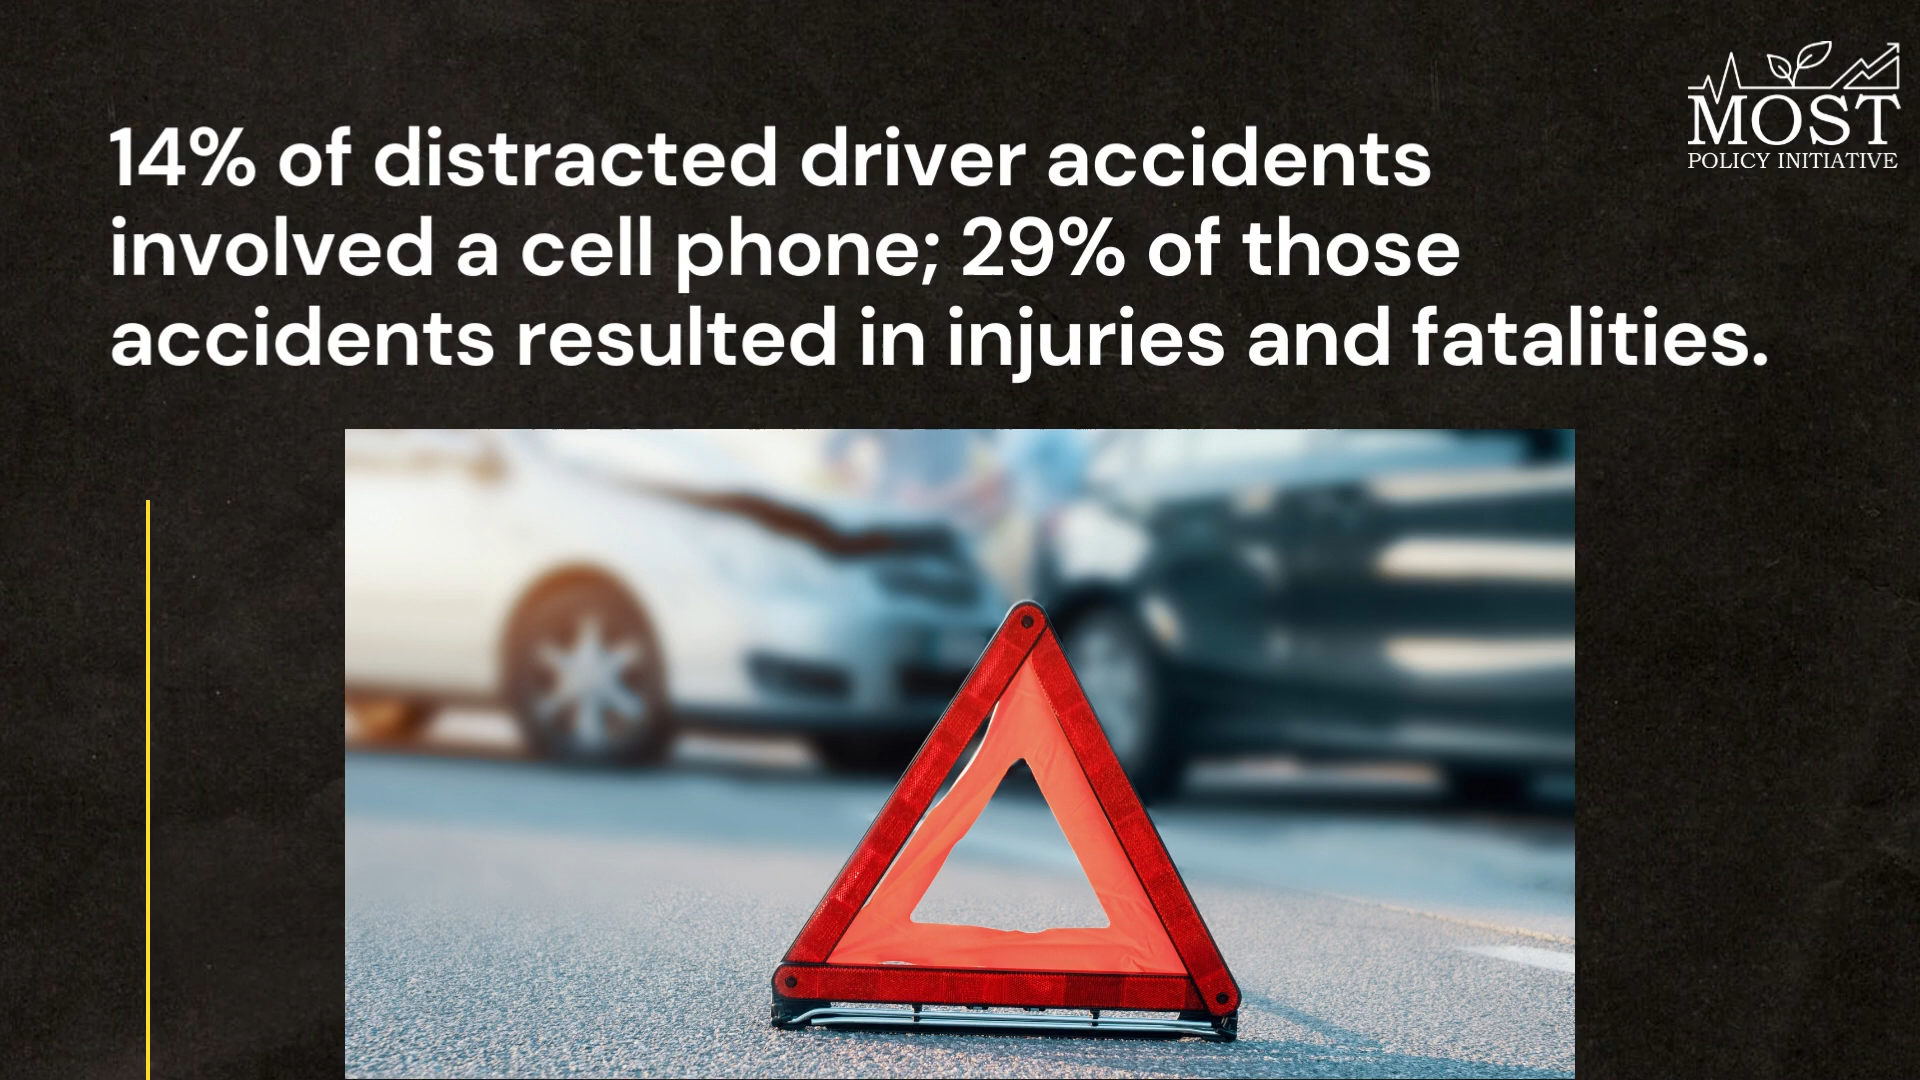 14% of distracted driver accidents
involved a cell phone; 29% of those
accidents resulted in injuries and fatalities.
MOST
POLICY INITIATIVE